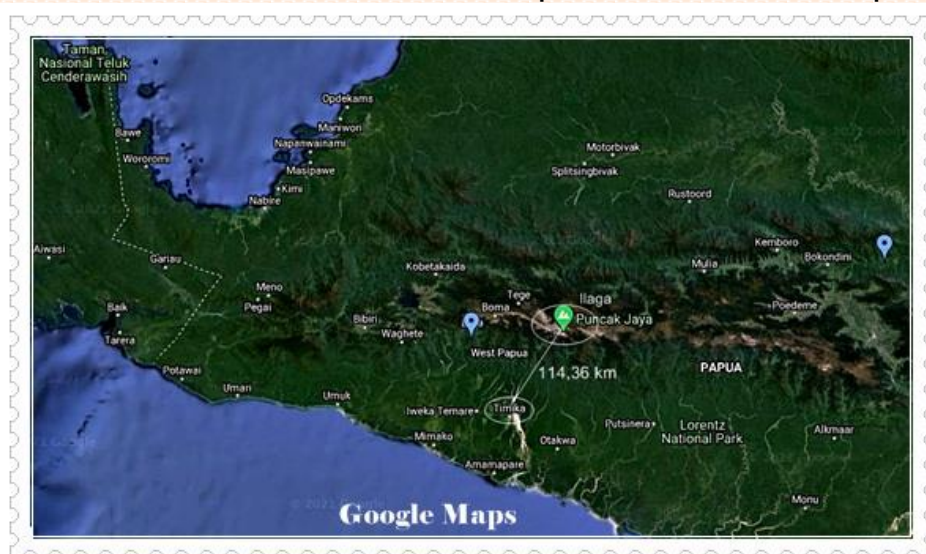 Taman
Nasional Teluk
Cenderawasih
Opdekams
Maniwori
Bawe
Napanwainami
Wororomi
Masipawe
Motorbivak
Splitsingbivak
Kimi
Nabire
Rustoord
Aiwasi
Gariau
Kemboro
Bokondini
Mulia
Kobetakaida
Meno
Pegai
Tege
Ilaga
Boma
Puncak Jaya
Poedeme
Baik
Tarera
Bibiri
Waghete
West Papua
PAPUA
114,36 km
Potawai
Umari
Umuk
Iweka Temare
Timika
Putsinera
Lorentz
National Park
Alkmaar
Mimako
Otakwa
Amamapare
Monu
Google Maps